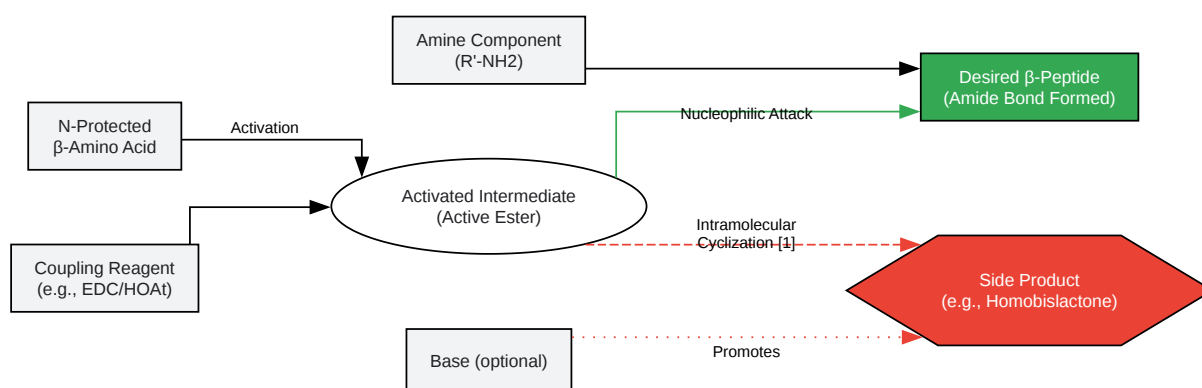 Amine Component
(R'-NH2)
Desired β-Peptide
(Amide Bond Formed)
Nucleophilic Attack
N-Protected
β-Amino Acid
Activation
Activated Intermediate
(Active Ester)
Intramolecular
Cyclization [1]
Coupling Reagent
(e.g., EDC/HOAt)
Side Product
(e.g., Homobislactone)
Base (optional)
Promotes